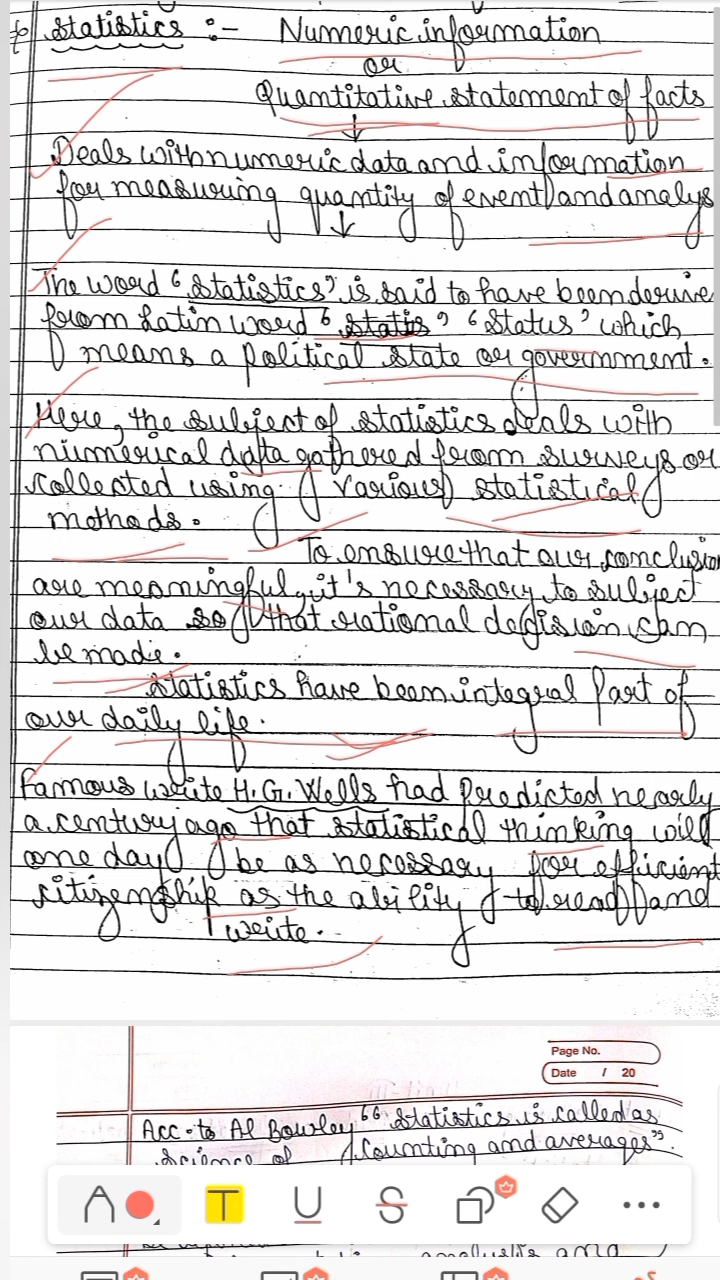 Statistics :- Numeric information
or
Quantitative statement of facts
Deals with numeric data and information
for measuring quantity of event and analys
The word "Statistics" is said to have been derive
from Latin word "statis" "Status" which
means a political state or government.
Here, the subject of statistics deals with
numerical data gathered from surveys or
collected using various statistical
methods.
To ensure that our conclusion
are meaningful, it's necessary to subject
our data so that rational decision can
be made.
Statistics have been integral part of
our daily life.
Famous write H.G. Wells had predicted nearly
a century ago that statistical thinking will
one day be as necessary for efficient
citizenship as the ability to read and
write.
Page No.
Date / 20
Acc. to Al Bowley "Statistics is called as
Science of Counting and averages".
T U S
analysis and